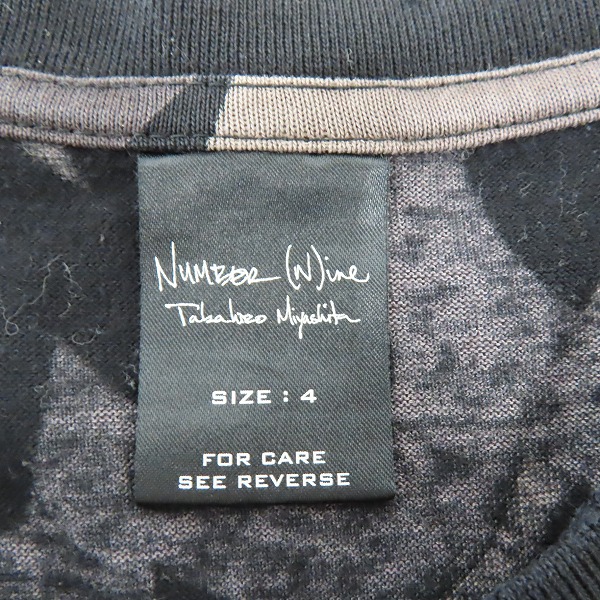 NUMBER (N)ine
Takahiro Miyashita
SIZE : 4
FOR CARE
SEE REVERSE